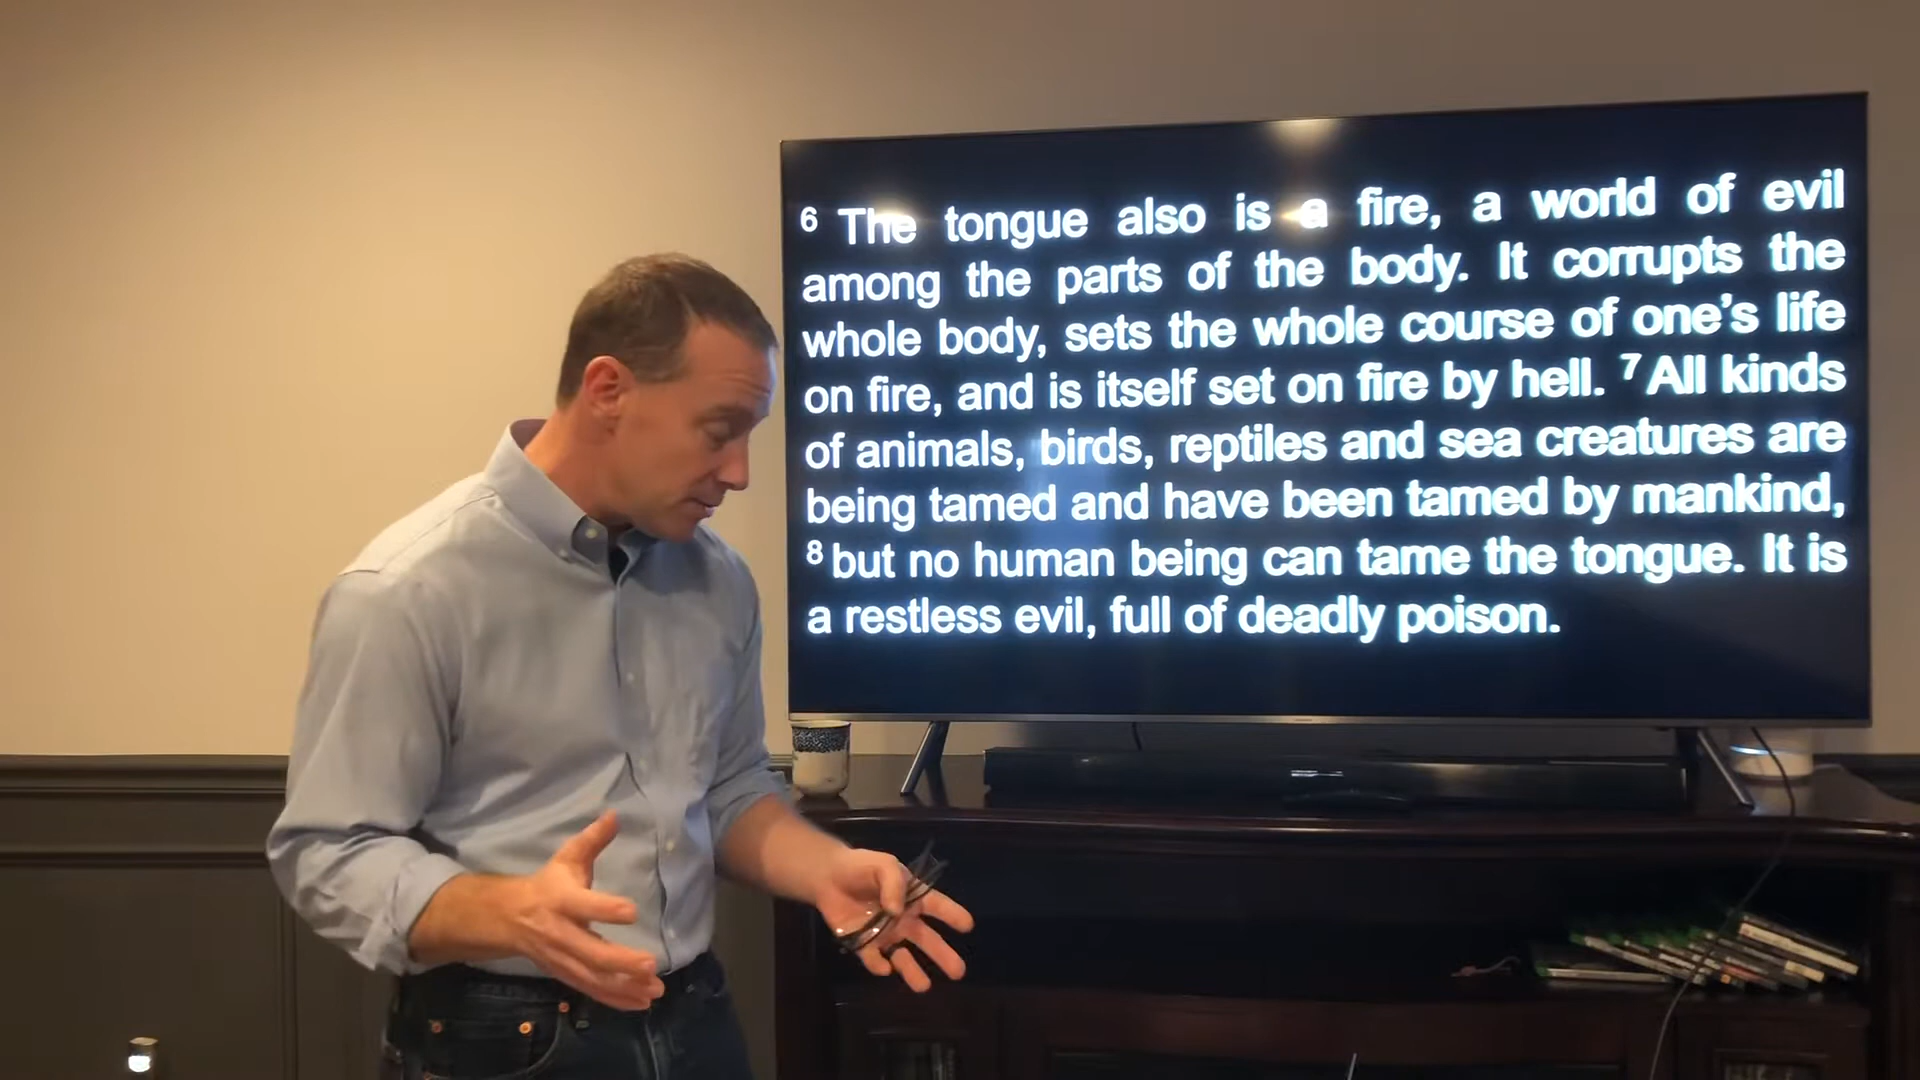 6 The tongue also is a fire, a world of evil
among the parts of the body. It corrupts the
whole body, sets the whole course of one’s life
on fire, and is itself set on fire by hell. 7 All kinds
of animals, birds, reptiles and sea creatures are
being tamed and have been tamed by mankind,
8 but no human being can tame the tongue. It is
a restless evil, full of deadly poison.